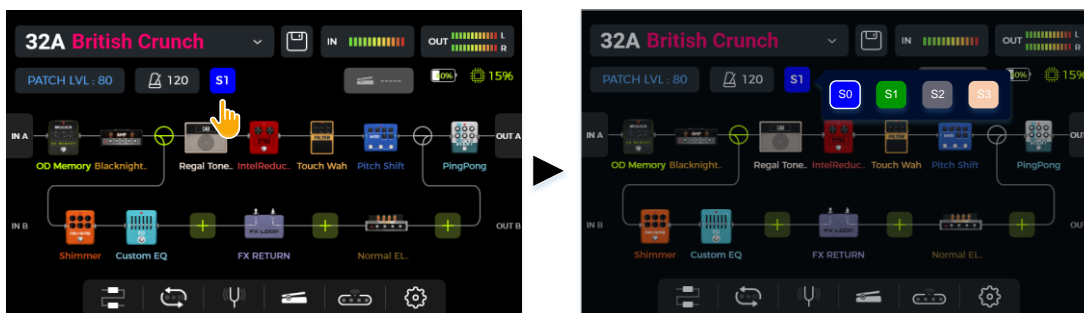 32A British Crunch
IN
OUT
L
R
PATCH LVL : 80
120
S1
-----
15%
IN A
OUT A
OD Memory
Blacknight..
Regal Tone..
IntelReduc..
Touch Wah
Pitch Shift
PingPong
IN B
FX LOOP
OUT B
Shimmer
Custom EQ
FX RETURN
Normal EL..
32A British Crunch
IN
OUT
L
R
PATCH LVL : 80
120
S1
S0
S1
S2
S3
15%
IN A
OU
OD Memory
Blacknight..
Regal Tone..
IntelReduc..
Touch Wah
Pitch Shift
PingPong
IN B
FX LOOP
OU
Shimmer
Custom EQ
FX RETURN
Normal EL..